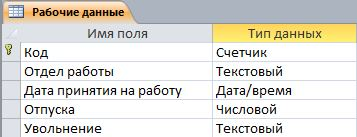 Рабочие данные
Имя поля Тип данных
Код Счетчик
Отдел работы Текстовый
Дата принятия на работу Дата/время
Отпуска Числовой
Увольнение Текстовый